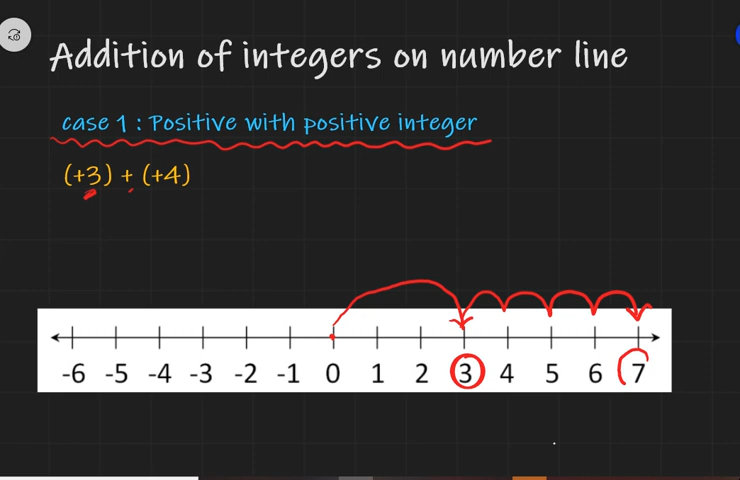 Addition of integers on number line
case 1 : Positive with positive integer
(+3) + (+4)
-6 -5 -4 -3 -2 -1 0 1 2 3 4 5 6 7